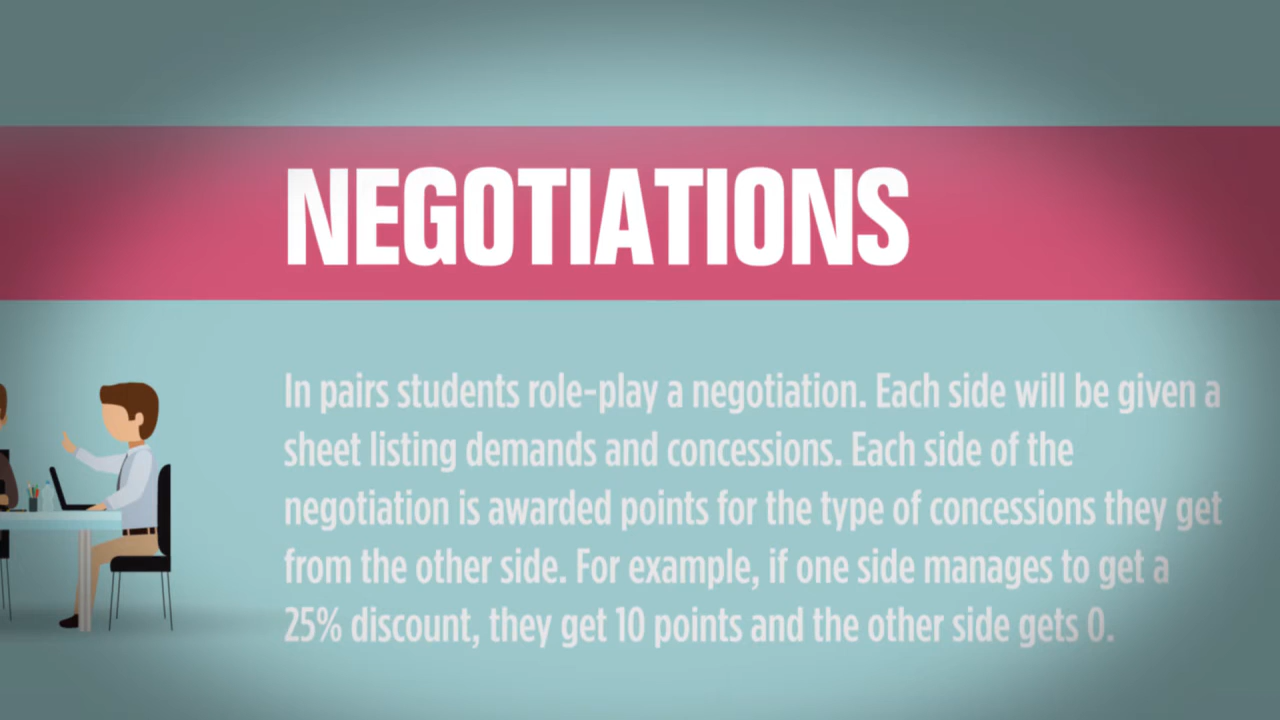 NEGOTIATIONS
In pairs students role-play a negotiation. Each side will be given a
sheet listing demands and concessions. Each side of the
negotiation is awarded points for the type of concessions they get
from the other side. For example, if one side manages to get a
25% discount, they get 10 points and the other side gets 0.